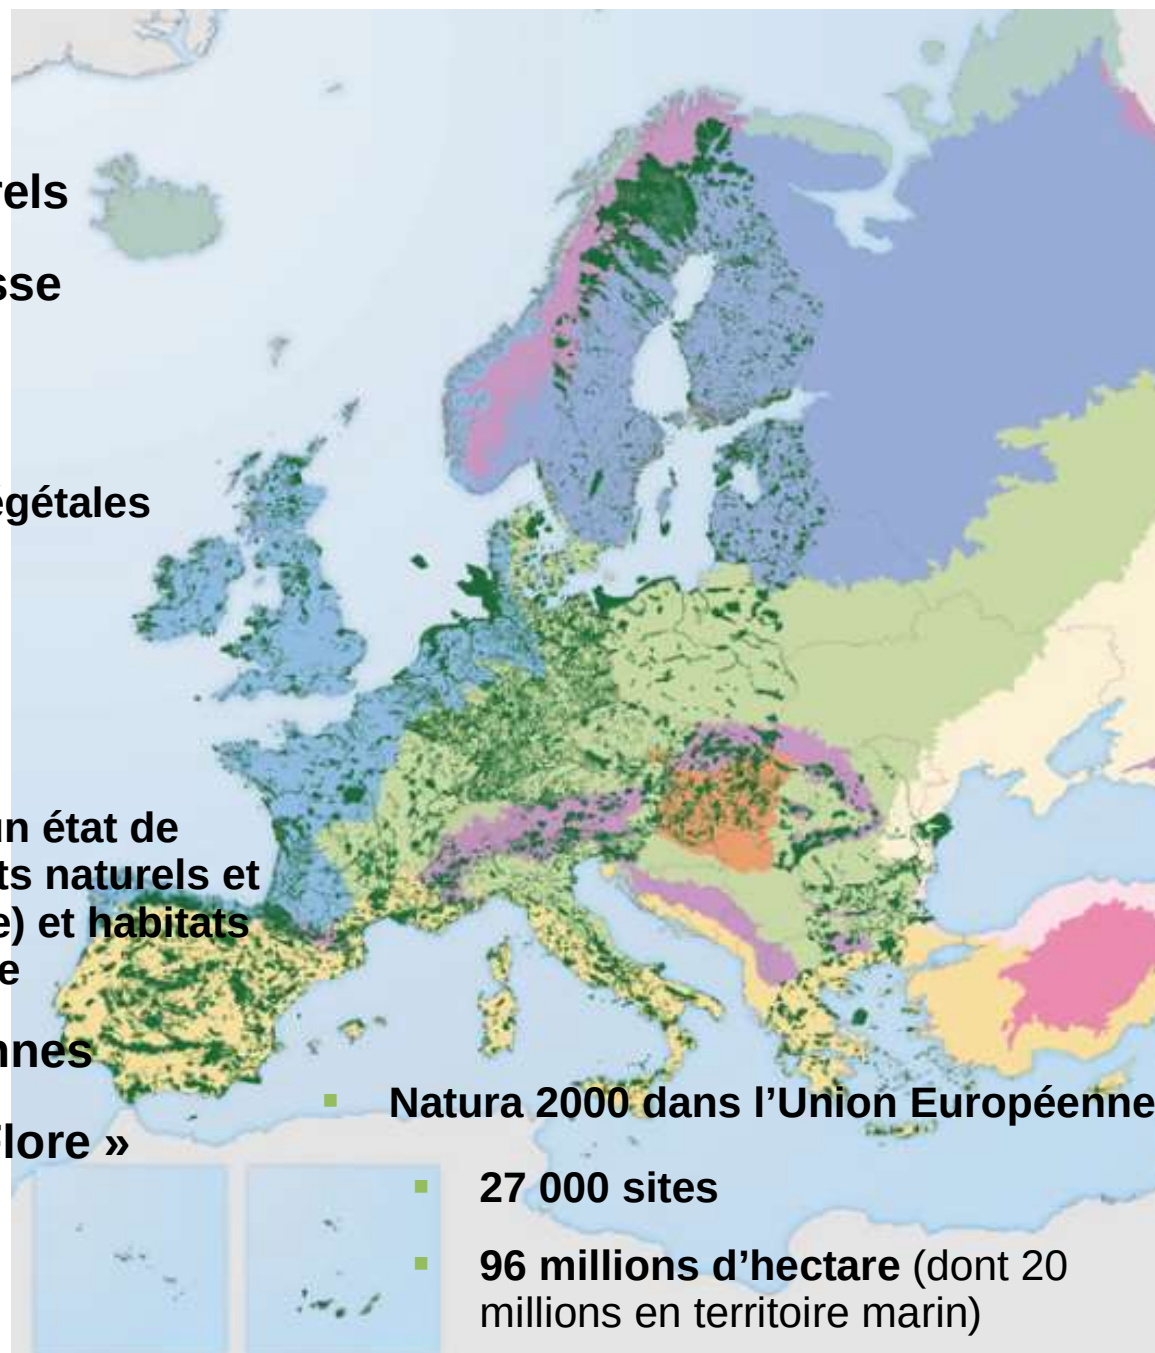 rels
sse
égétales
un état de
ts naturels et
e) et habitats
e
nnes
Flore »
▪ Natura 2000 dans l’Union Européenne
▪ 27 000 sites
▪ 96 millions d’hectare (dont 20
millions en territoire marin)